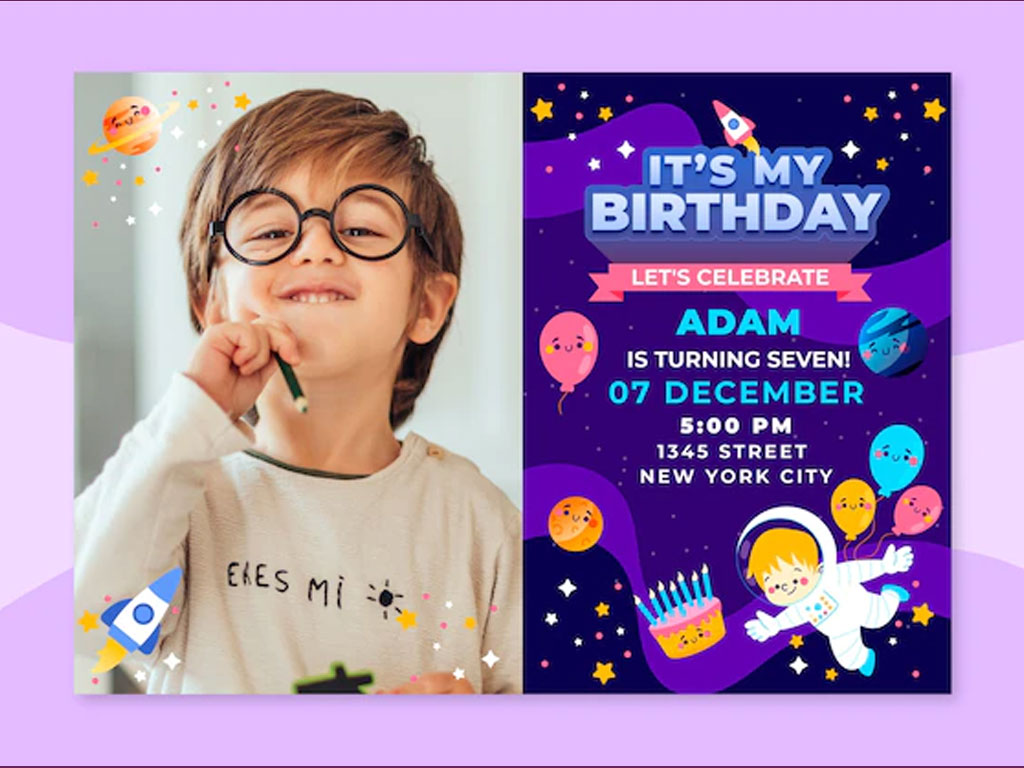 ERES MI
IT'S MY
BIRTHDAY
LET'S CELEBRATE
ADAM
IS TURNING SEVEN!
07 DECEMBER
5:00 PM
1345 STREET
NEW YORK CITY